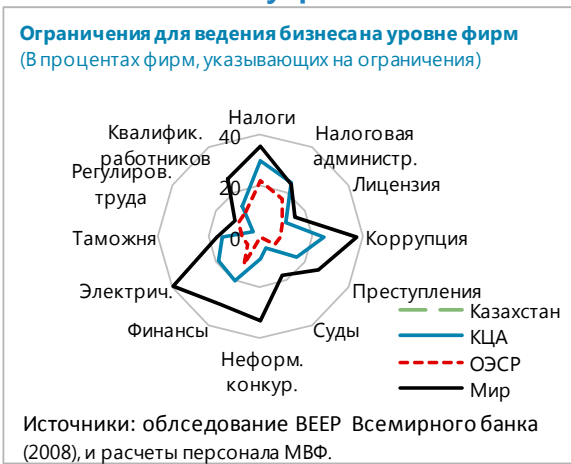 Ограничения для ведения бизнеса на уровне фирм
(В процентах фирм, указывающих на ограничения)
Налоги
40
Налоговая
администр.
Лицензия
Коррупция
Преступления
Суды
Неформ.
конкур.
Финансы
Электрич.
Таможня
Регулиров.
труда
Квалифик.
работников
20
0
Казахстан
КЦА
ОЭСР
Мир
Источники: облседование BEEP Всемирного банка
(2008), и расчеты персонала МВФ.